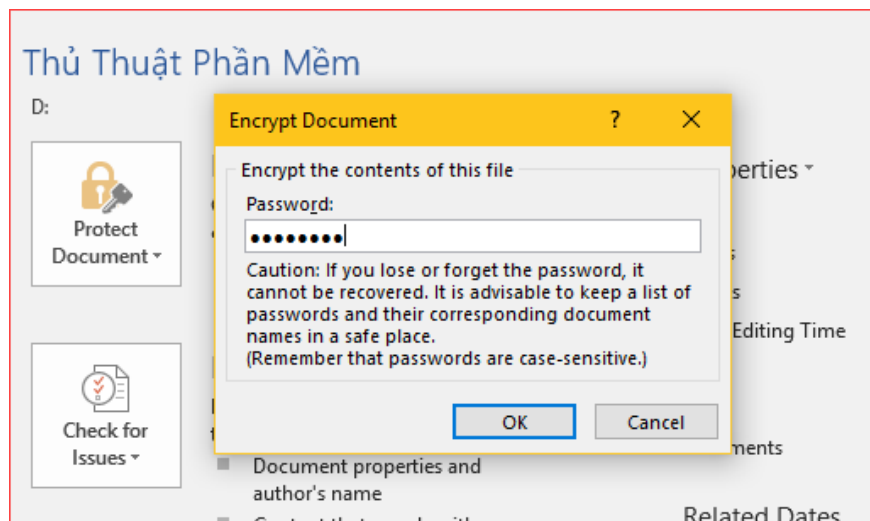 Thủ Thuật Phần Mềm
D:
Encrypt Document
?
Encrypt the contents of this file
Password:
Caution: If you lose or forget the password, it
cannot be recovered. It is advisable to keep a list of
passwords and their corresponding document
names in a safe place.
(Remember that passwords are case-sensitive.)
OK
Cancel
Protect
Document
Check for
Issues
Editing Time
Document properties and
author's name
Related Dates